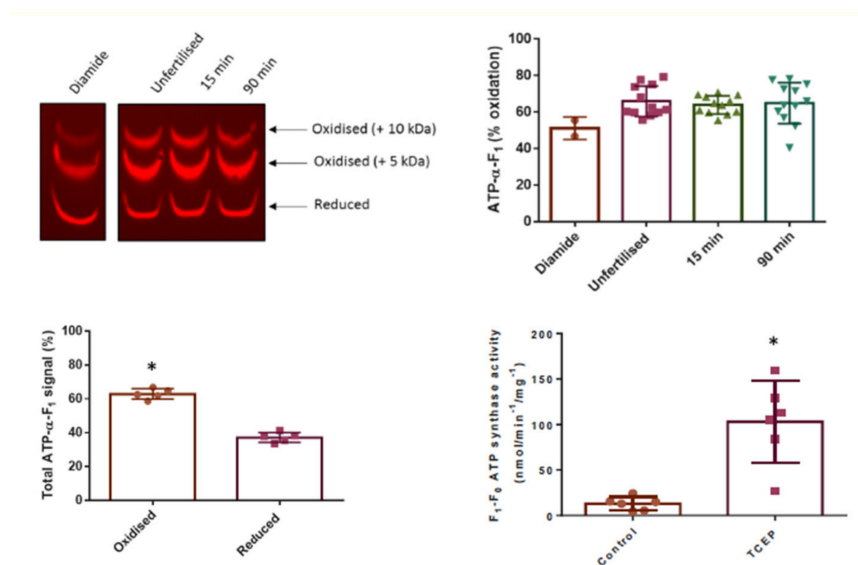 Diamide
Unfertilised
15 min
90 min
Oxidised (+ 10 kDa)
Oxidised (+ 5 kDa)
Reduced
ATP-α-F₁ (% oxidation)
100
80
60
40
20
0
Diamide
Unfertilised
15 min
90 min
Total ATP-α-F₁ signal (%)
100
80
60
40
20
0
*
Oxidised
Reduced
F₁-F₀ ATP synthase activity
(nmol/min⁻¹/mg⁻¹)
200
150
100
50
0
*
Control
TCEP